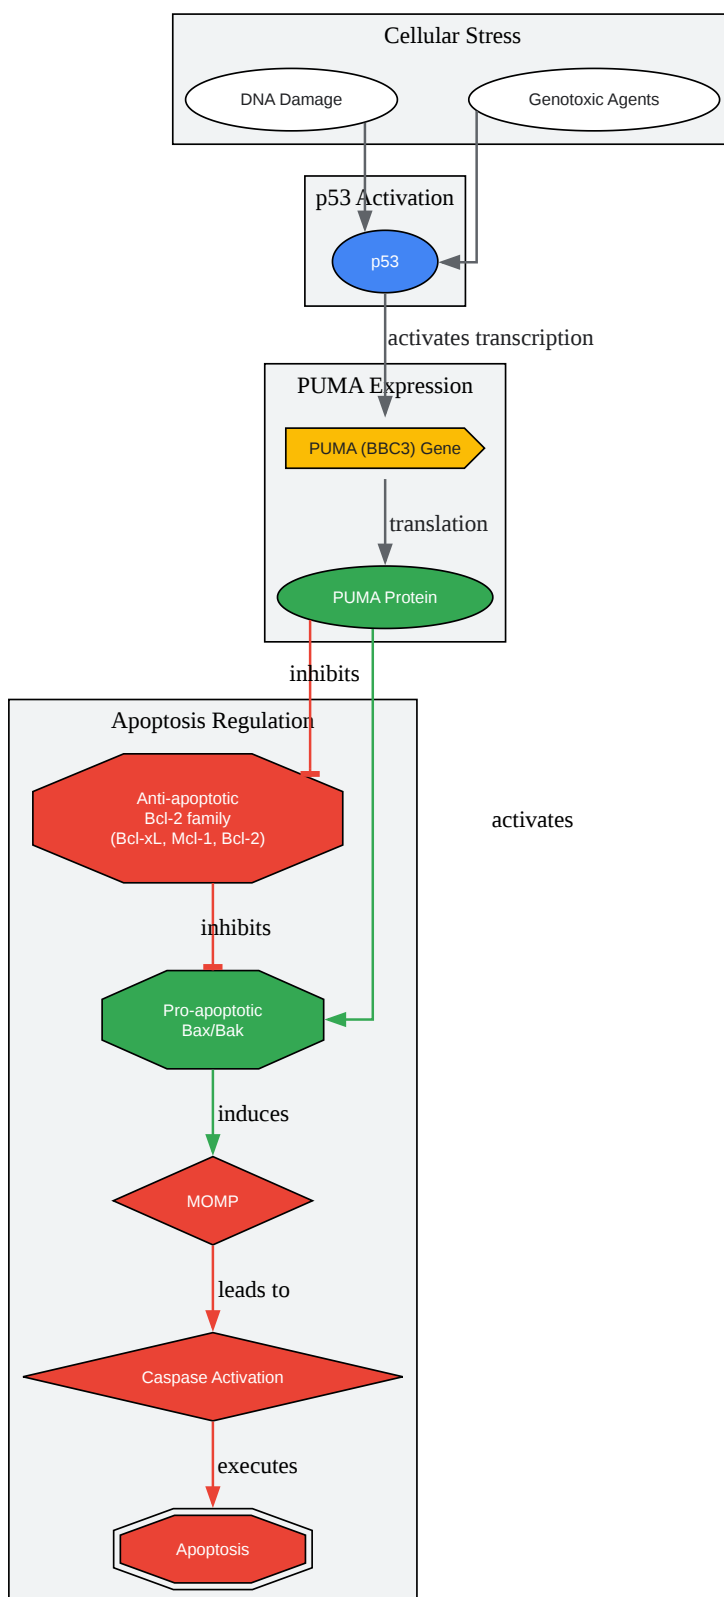 Cellular Stress
DNA Damage
Genotoxic Agents
p53 Activation
p53
activates transcription
PUMA Expression
PUMA (BBC3) Gene
translation
PUMA Protein
inhibits
Apoptosis Regulation
Anti-apoptotic
Bcl-2 family
(Bcl-xL, Mcl-1, Bcl-2)
activates
inhibits
Pro-apoptotic
Bax/Bak
induces
MOMP
leads to
Caspase Activation
executes
Apoptosis